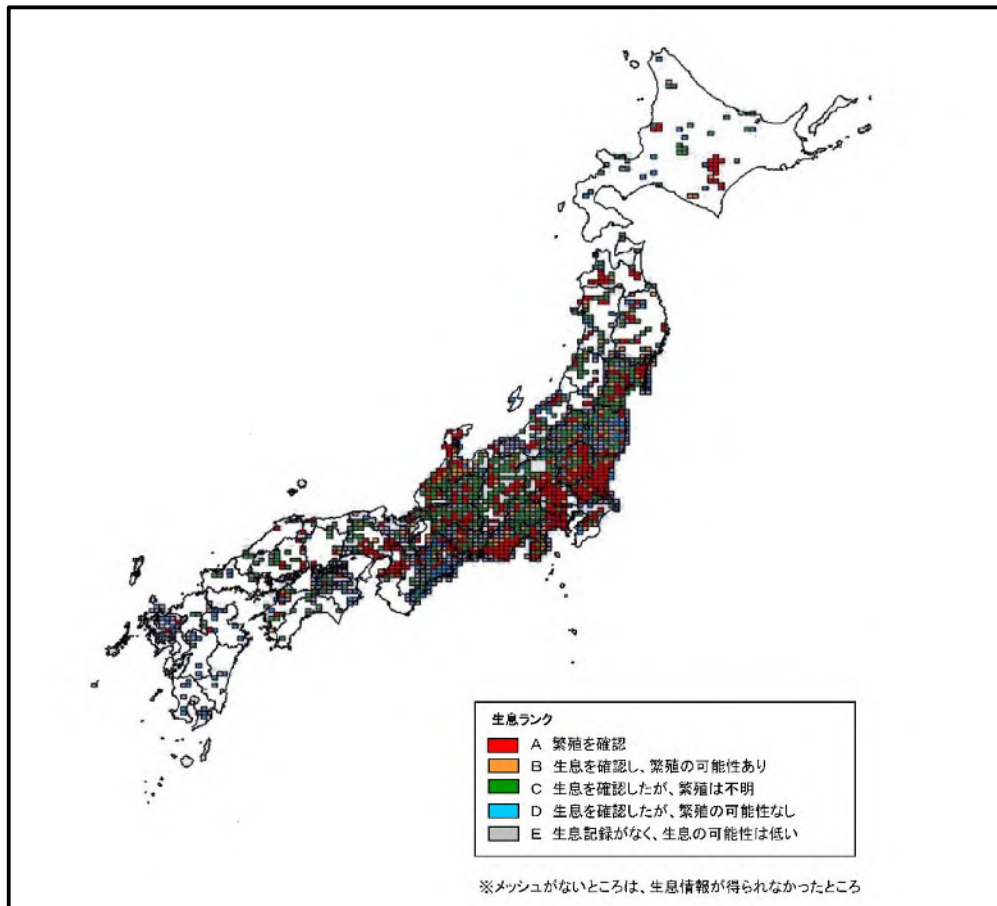 生息ランク
A 繁殖を確認
B 生息を確認し、繁殖の可能性あり
C 生息を確認したが、繁殖は不明
D 生息を確認したが、繁殖の可能性なし
E 生息記録がなく、生息の可能性は低い
※メッシュがないところは、生息情報が得られなかったところ